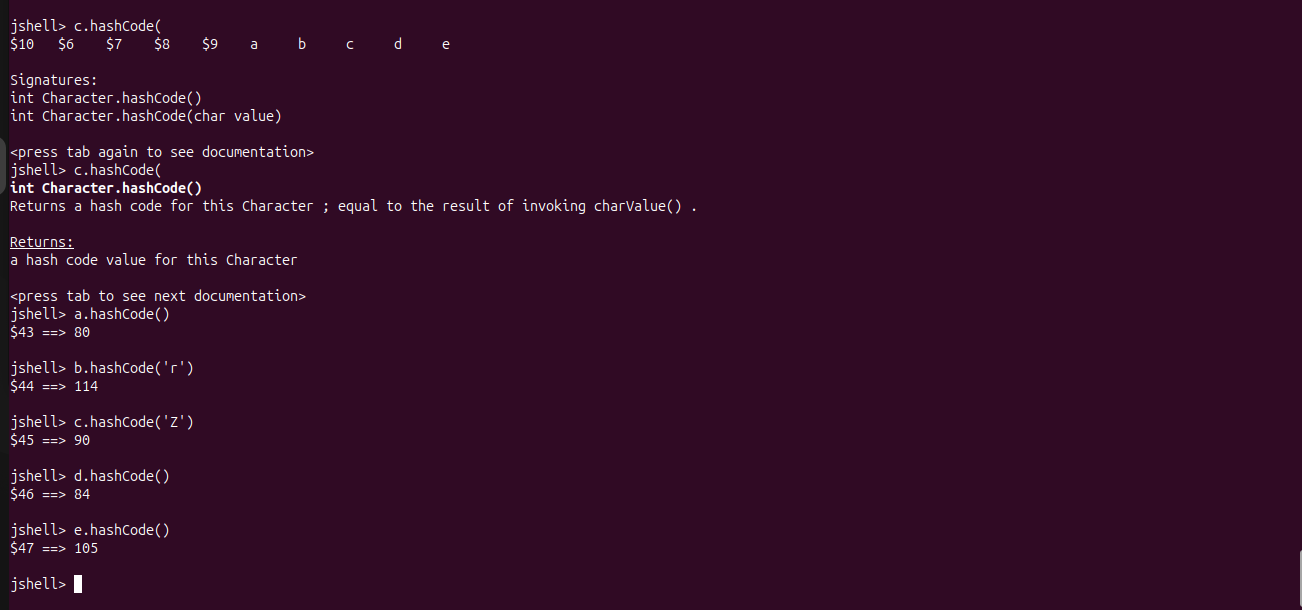 jshell> c.hashCode(
$10   $6    $7    $8    $9    a     b     c     d     e
Signatures:
int Character.hashCode()
int Character.hashCode(char value)
<press tab again to see documentation>
jshell> c.hashCode(
int Character.hashCode()
Returns a hash code for this Character ; equal to the result of invoking charValue() .
Returns:
a hash code value for this Character
<press tab to see next documentation>
jshell> a.hashCode()
$43 ==> 80
jshell> b.hashCode('r')
$44 ==> 114
jshell> c.hashCode('Z')
$45 ==> 90
jshell> d.hashCode()
$46 ==> 84
jshell> e.hashCode()
$47 ==> 105
jshell>